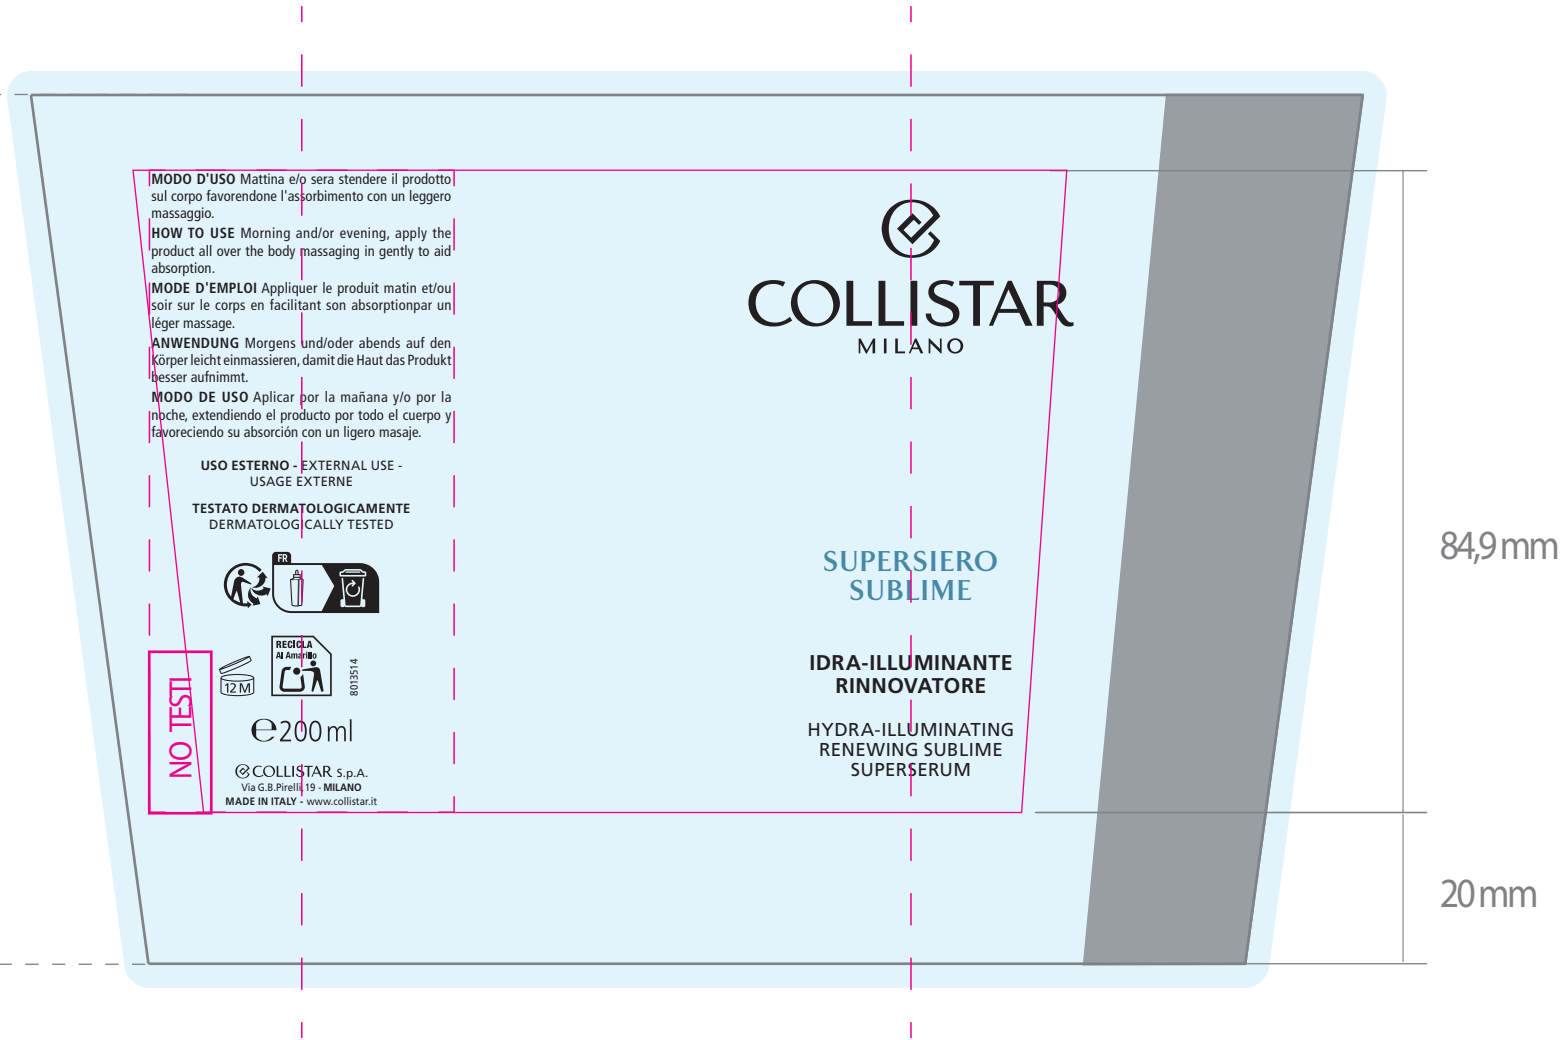 MODO D'USO Mattina e/o sera stendere il prodotto
sul corpo favorendone l'assorbimento con un leggero
massaggio.
HOW TO USE Morning and/or evening, apply the
product all over the body massaging in gently to aid
absorption.
MODE D'EMPLOI Appliquer le produit matin et/ou
soir sur le corps en facilitant son absorptionpar un
léger massage.
ANWENDUNG Morgens und/oder abends auf den
Körper leicht einmassieren, damit die Haut das Produkt
besser aufnimmt.
MODO DE USO Aplicar por la mañana y/o por la
noche, extendiendo el producto por todo el cuerpo y
favoreciendo su absorción con un ligero masaje.
USO ESTERNO - EXTERNAL USE -
USAGE EXTERNE
TESTATO DERMATOLOGICAMENTE
DERMATOLOGICALLY TESTED
FR
RECICLA
Al Amarillo
12 M
8013514
NO TESTI
℮200 ml
COLLISTAR S.p.A.
Via G.B.Pirelli, 19 - MILANO
MADE IN ITALY - www.collistar.it
COLLISTAR
MILANO
SUPERSIERO
SUBLIME
IDRA-ILLUMINANTE
RINNOVATORE
HYDRA-ILLUMINATING
RENEWING SUBLIME
SUPERSERUM
84,9 mm
20 mm